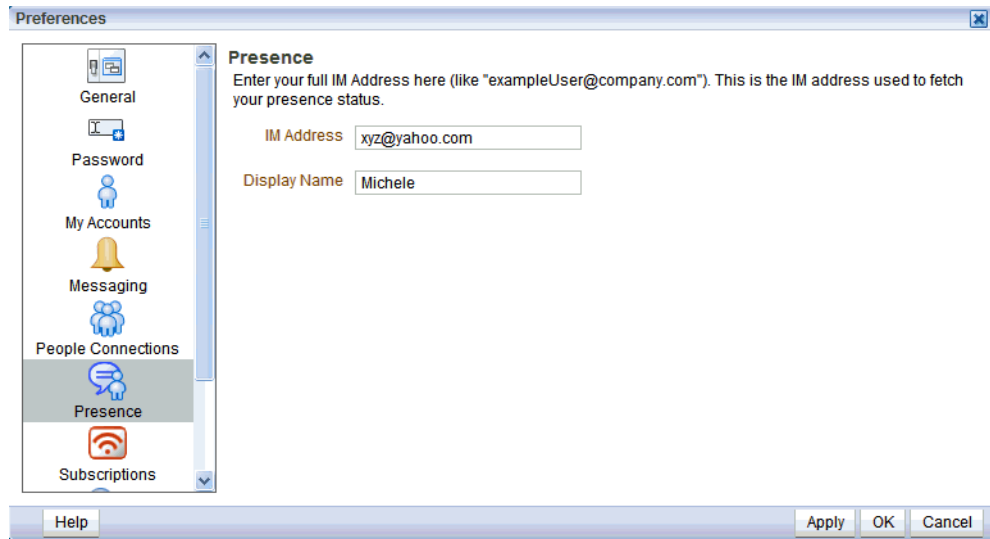 Preferences
General
Password
My Accounts
Messaging
People Connections
Presence
Subscriptions
Presence
Enter your full IM Address here (like "exampleUser@company.com"). This is the IM address used to fetch
your presence status.
IM Address xyz@yahoo.com
Display Name Michele
Help Apply OK Cancel